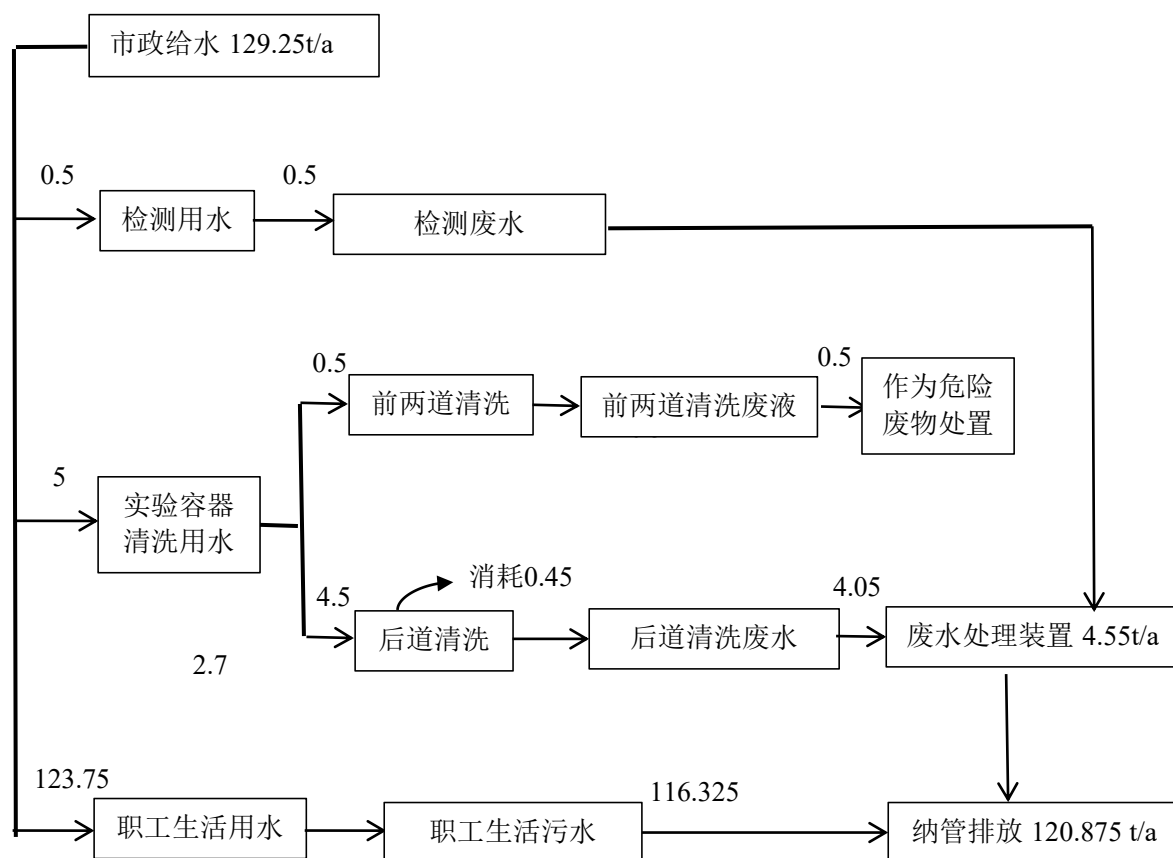 市政给水 129.25t/a
0.5
0.5
检测用水
检测废水
0.5
0.5
前两道清洗
前两道清洗废液
作为危险
废物处置
5
实验容器
清洗用水
消耗0.45
4.5
4.05
后道清洗
后道清洗废水
废水处理装置 4.55t/a
2.7
123.75
116.325
职工生活用水
职工生活污水
纳管排放 120.875 t/a